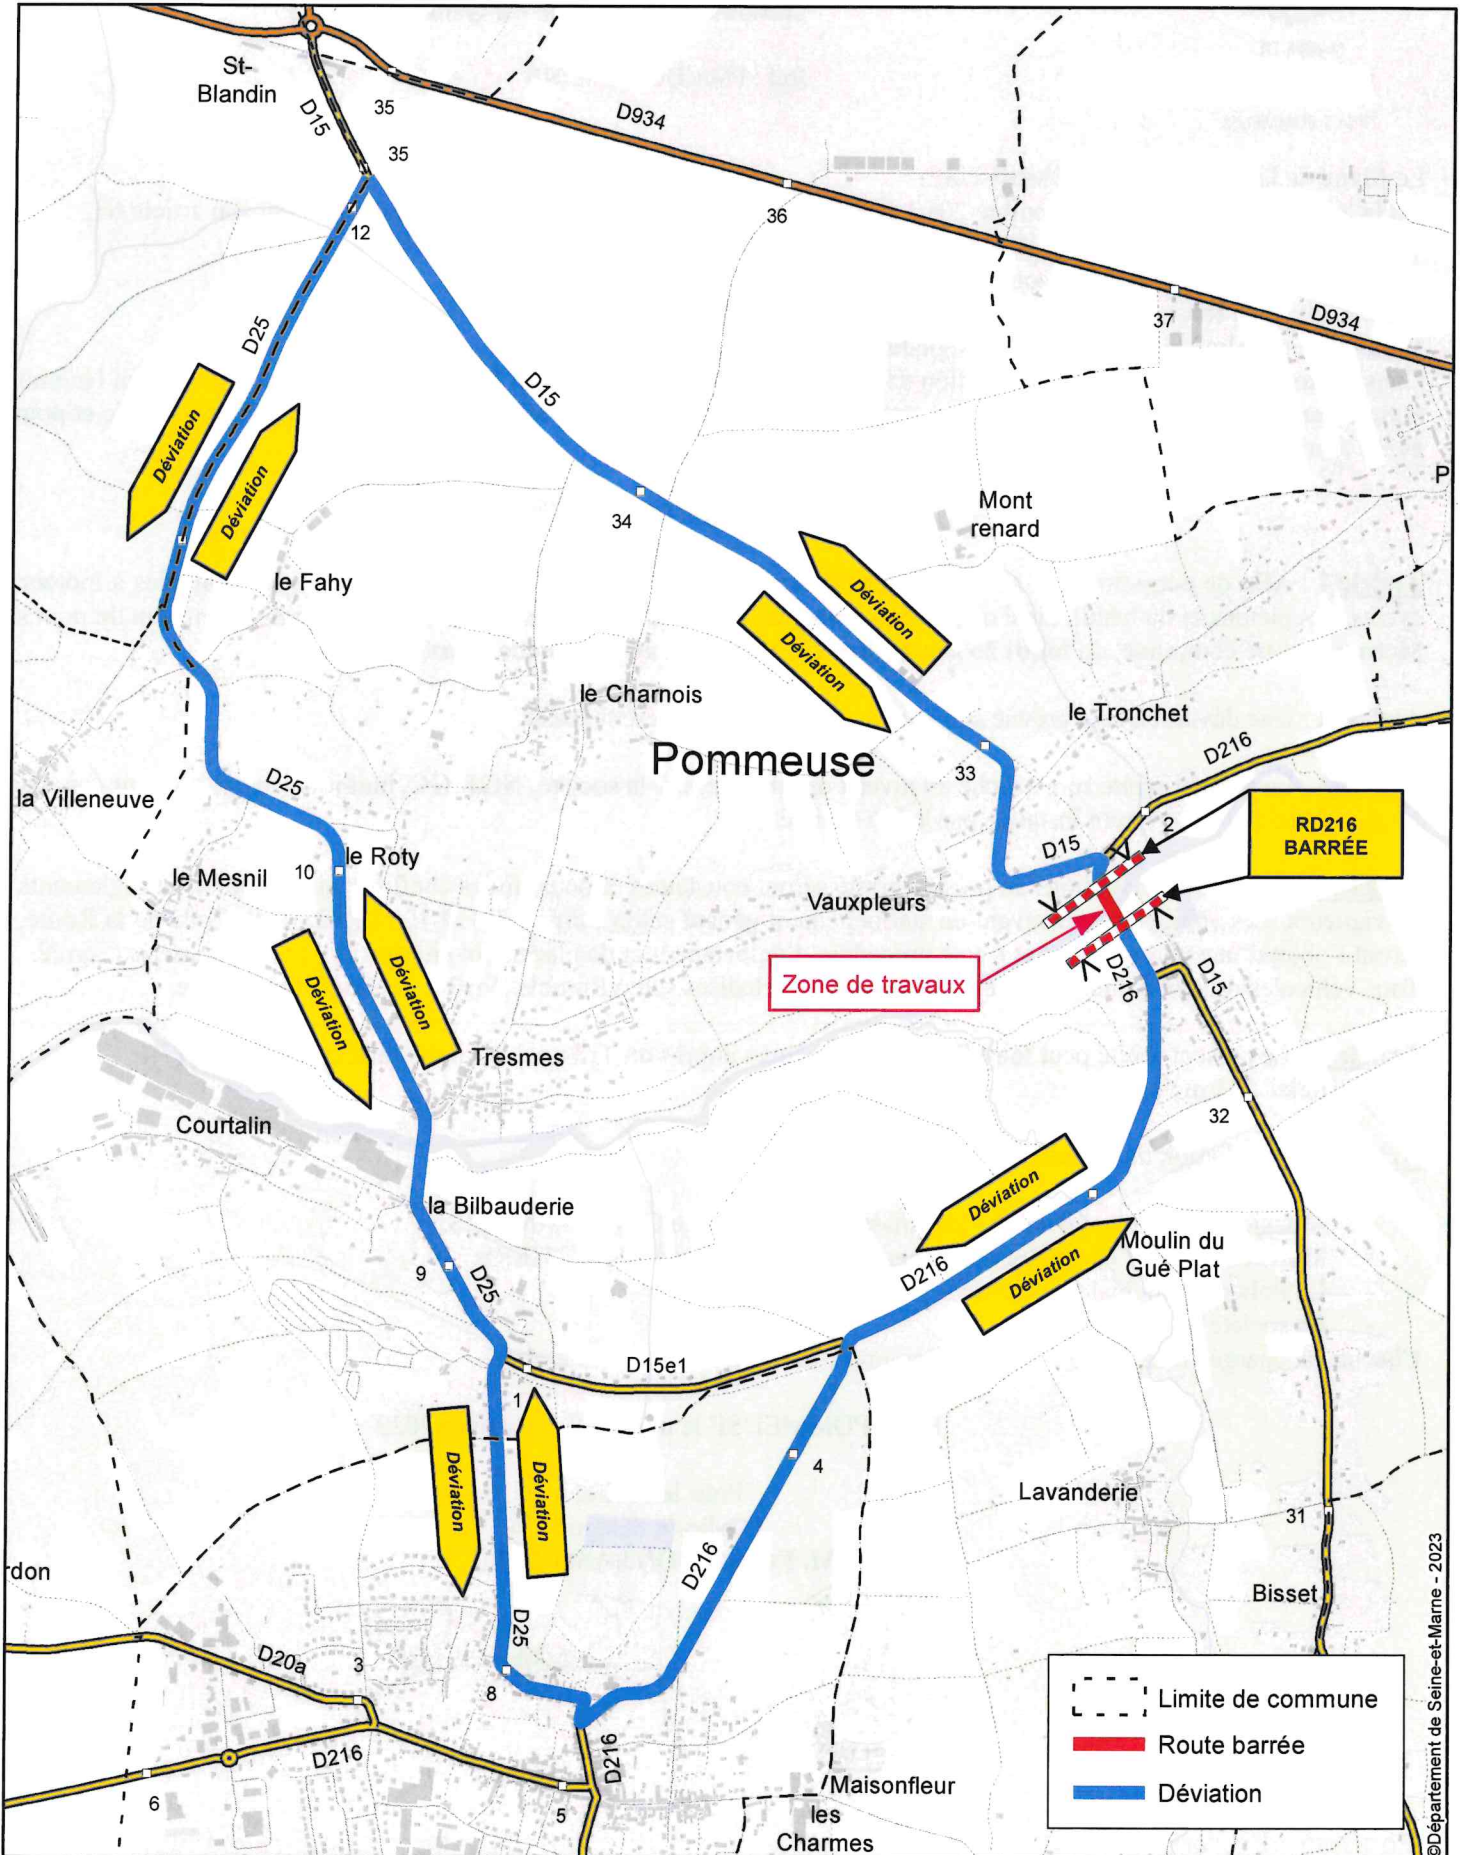 St-
Blandin
D15
35
35
D934
36
12
37
D934
D25
D15
Déviation
Déviation
34
Mont
renard
P
le Fahy
Déviation
Déviation
le Charnois
le Tronchet
Pommeuse
D216
33
la Villeneuve
D25
2
RD216
BARRÉE
D15
le Roty
10
le Mesnil
Vauxpleurs
Zone de travaux
D216
D15
Déviation
Déviation
Tresmes
Courtalin
32
la Bilbauderie
Déviation
Moulin du
Gué Plat
9
D25
D216
Déviation
D15e1
1
Déviation
Déviation
4
Lavanderie
31
D216
rdon
Bisset
D25
D20a
3
8
D216
D216
6
5
Maisonfleur
les
Charmes
Limite de commune
Route barrée
Déviation
©Département de Seine-et-Marne - 2023